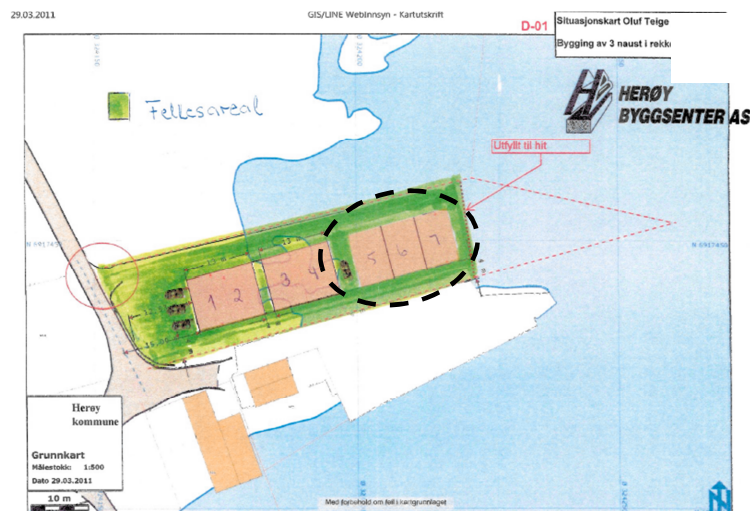 29.03.2011
GIS/LINE WebInnsyn - Kartutskrift
D-01
Situasjonskart Oluf Teige
Bygging av 3 naust i rekk
HERØY
BYGGSENTER AS
Fellesareal
Utfyllt til hit
N 6917450
N 6917450
1 2
3 4
5 6 7
Herøy
kommune
Grunnkart
Målestokk: 1:500
Dato 29.03.2011
10 m
Med forbehold om feil i kartgrunnlaget